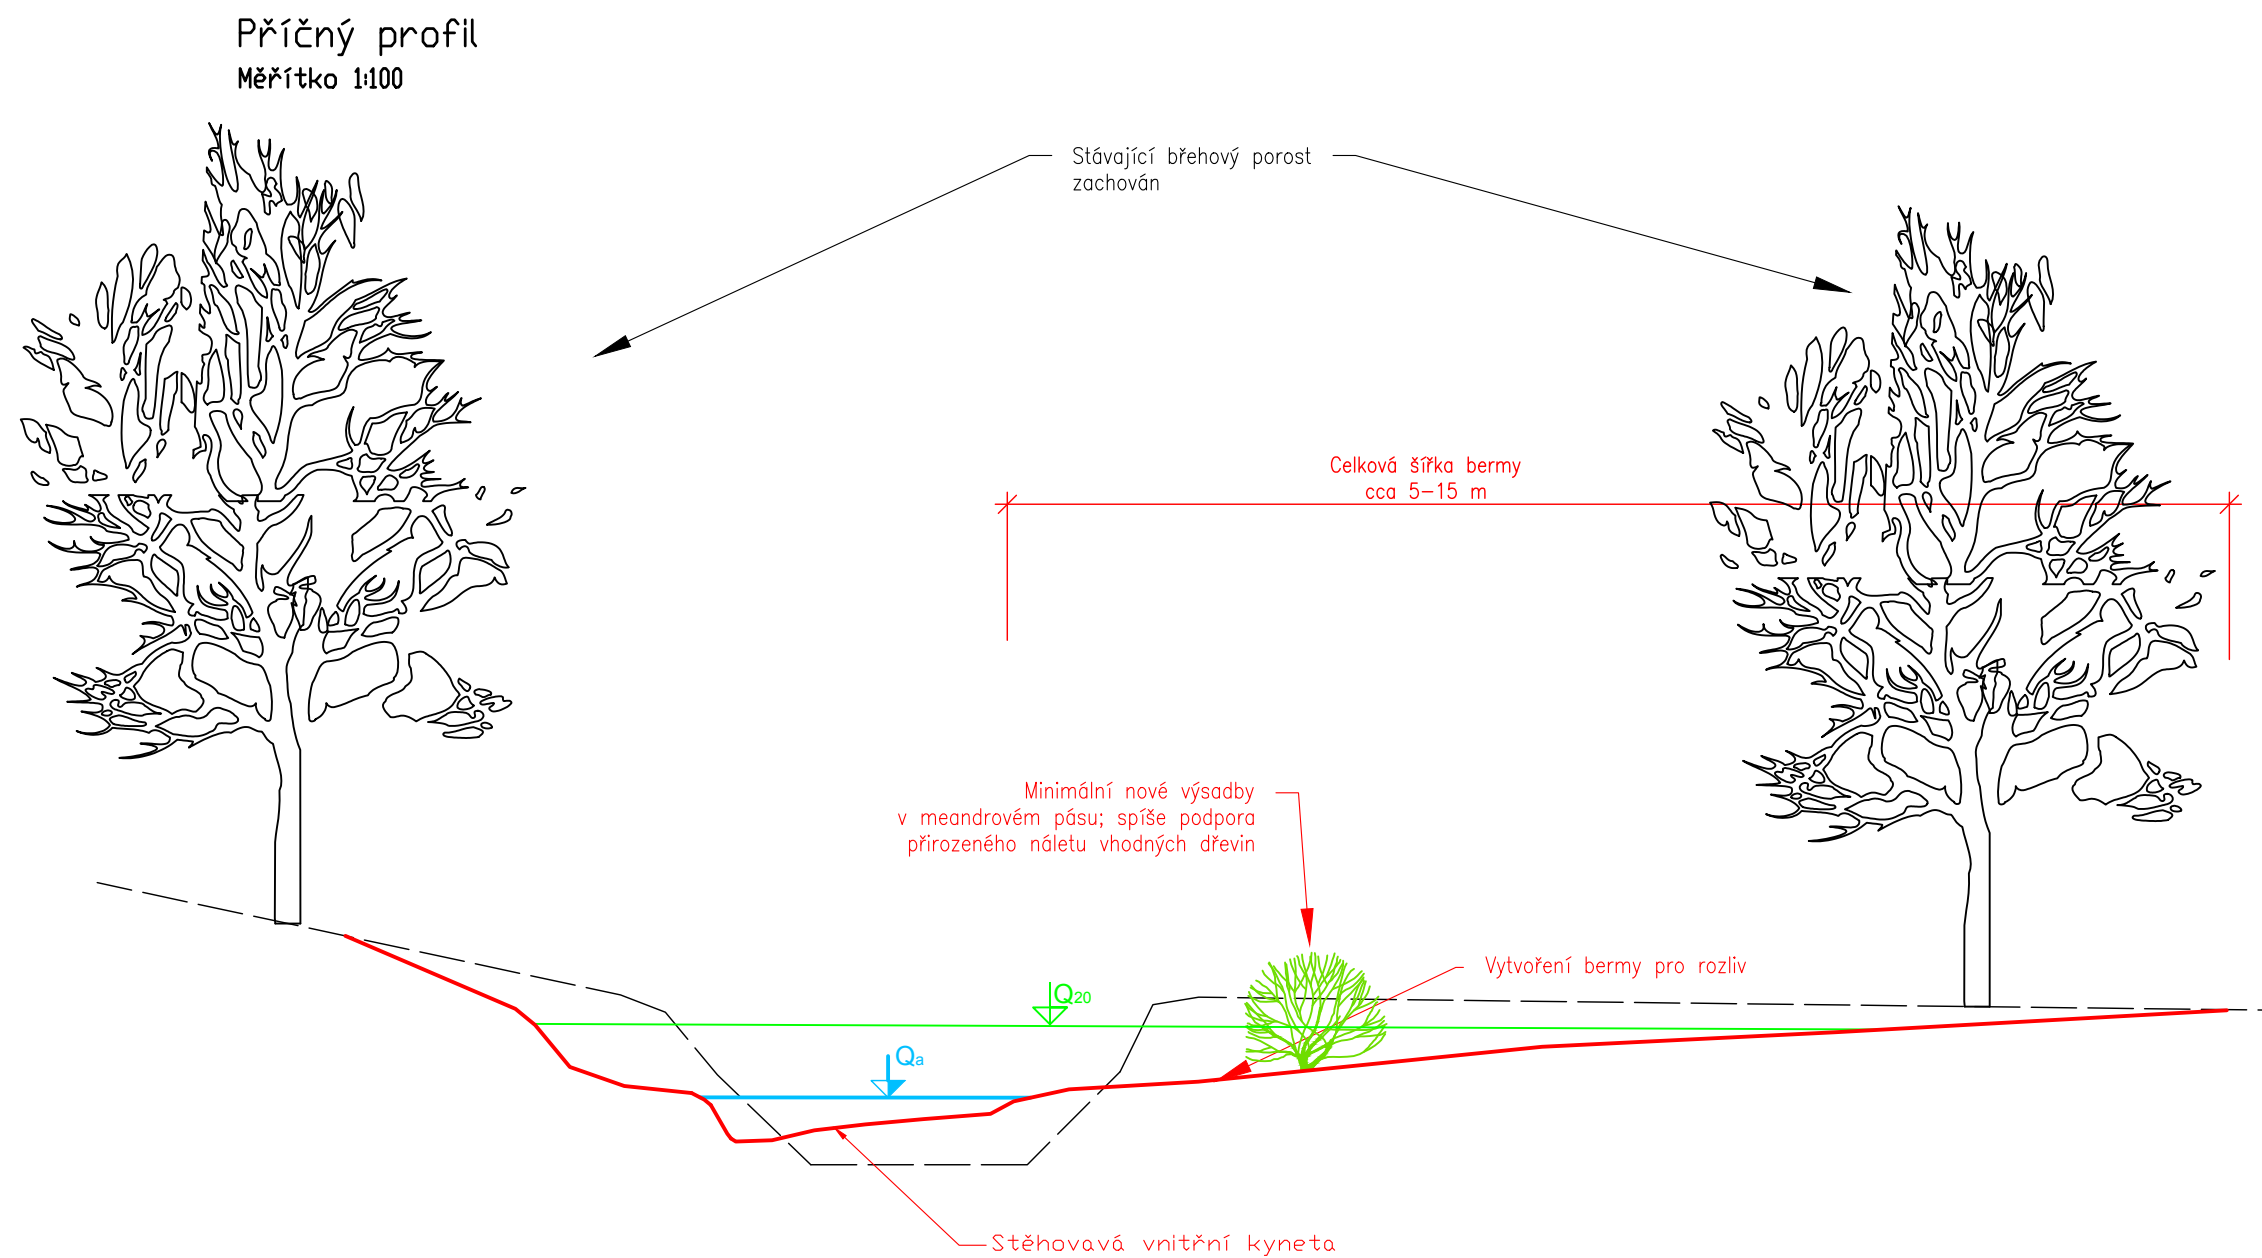 Příčný profil
Měřítko 1:100
Stávající břehový porost
zachován
Celková šířka bermy
cca 5-15 m
Minimální nové výsadby
v meandrovém pásu; spíše podpora
přirozeného náletu vhodných dřevin
Vytvoření bermy pro rozliv
Q20
Qa
Stěhovavá vnitřní kyneta